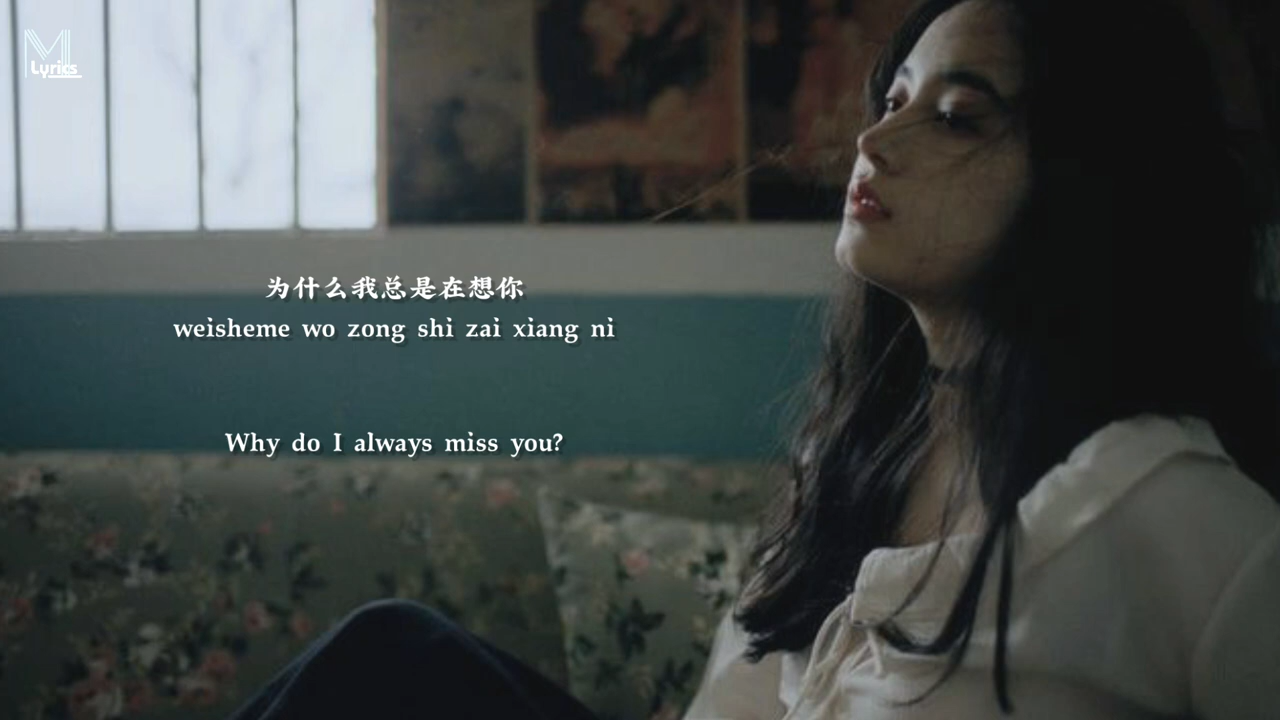 M
Lyrics
为什么我总是在想你
weisheme wo zong shi zai xiang ni
Why do I always miss you?